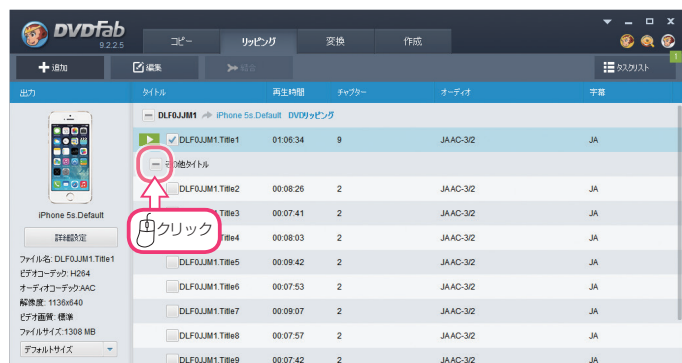 DVDFab
9.2.2.5
コピー
リッピング
変換
作成
追加
編集
結合
タスクリスト
1
出力
タイトル
再生時間
チャプター
オーディオ
字幕
DLF0JJM1
iPhone 5s.Default DVDリッピング
DLF0JJM1.Title1 01:06:34 9 JAAC-3/2 JA
その他タイトル
DLF0JJM1.Title2 00:08:26 2 JAAC-3/2 JA
.Title3 00:07:41 2 JAAC-3/2 JA
.Title4 00:08:03 2 JAAC-3/2 JA
DLF0JJM1.Title5 00:09:42 2 JAAC-3/2 JA
DLF0JJM1.Title6 00:07:53 2 JAAC-3/2 JA
DLF0JJM1.Title7 00:09:07 2 JAAC-3/2 JA
DLF0JJM1.Title8 00:07:57 2 JAAC-3/2 JA
DLF0JJM1.Title9 00:07:42 2 JAAC-3/2 JA
クリック
iPhone 5s.Default
詳細設定
ファイル名: DLF0JJM1.Title1
ビデオコーデック: H264
オーディオコーデック:AAC
解像度: 1136x640
ビデオ画質: 標準
ファイルサイズ:1308 MB
デフォルトサイズ